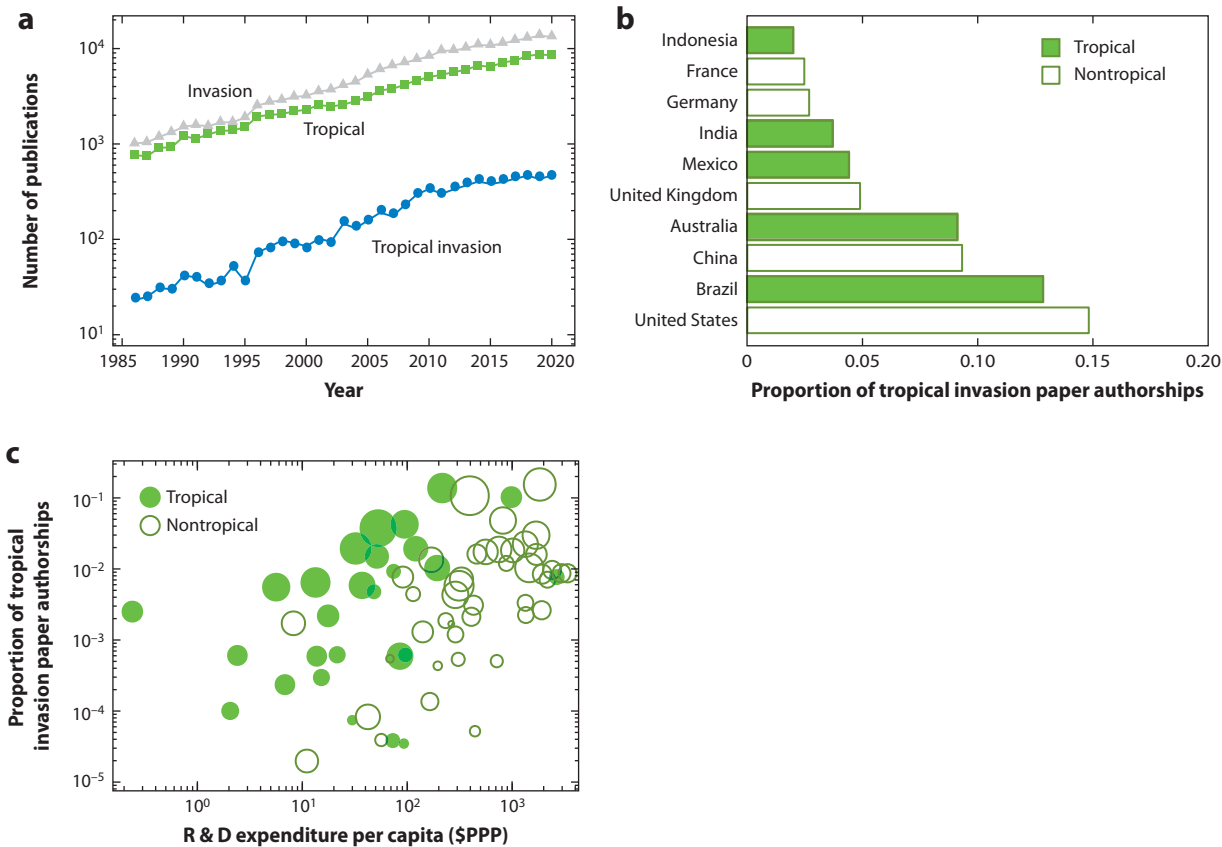 a
Number of publications
10⁴
10³
10²
10¹
Invasion
Tropical
Tropical invasion
1985 1990 1995 2000 2005 2010 2015 2020
Year
b
Indonesia
France
Germany
India
Mexico
United Kingdom
Australia
China
Brazil
United States
Tropical
Nontropical
0 0.05 0.10 0.15 0.20
Proportion of tropical invasion paper authorships
c
Proportion of tropical
invasion paper authorships
10⁻¹
10⁻²
10⁻³
10⁻⁴
10⁻⁵
Tropical
Nontropical
10⁰ 10¹ 10² 10³
R & D expenditure per capita ($PPP)